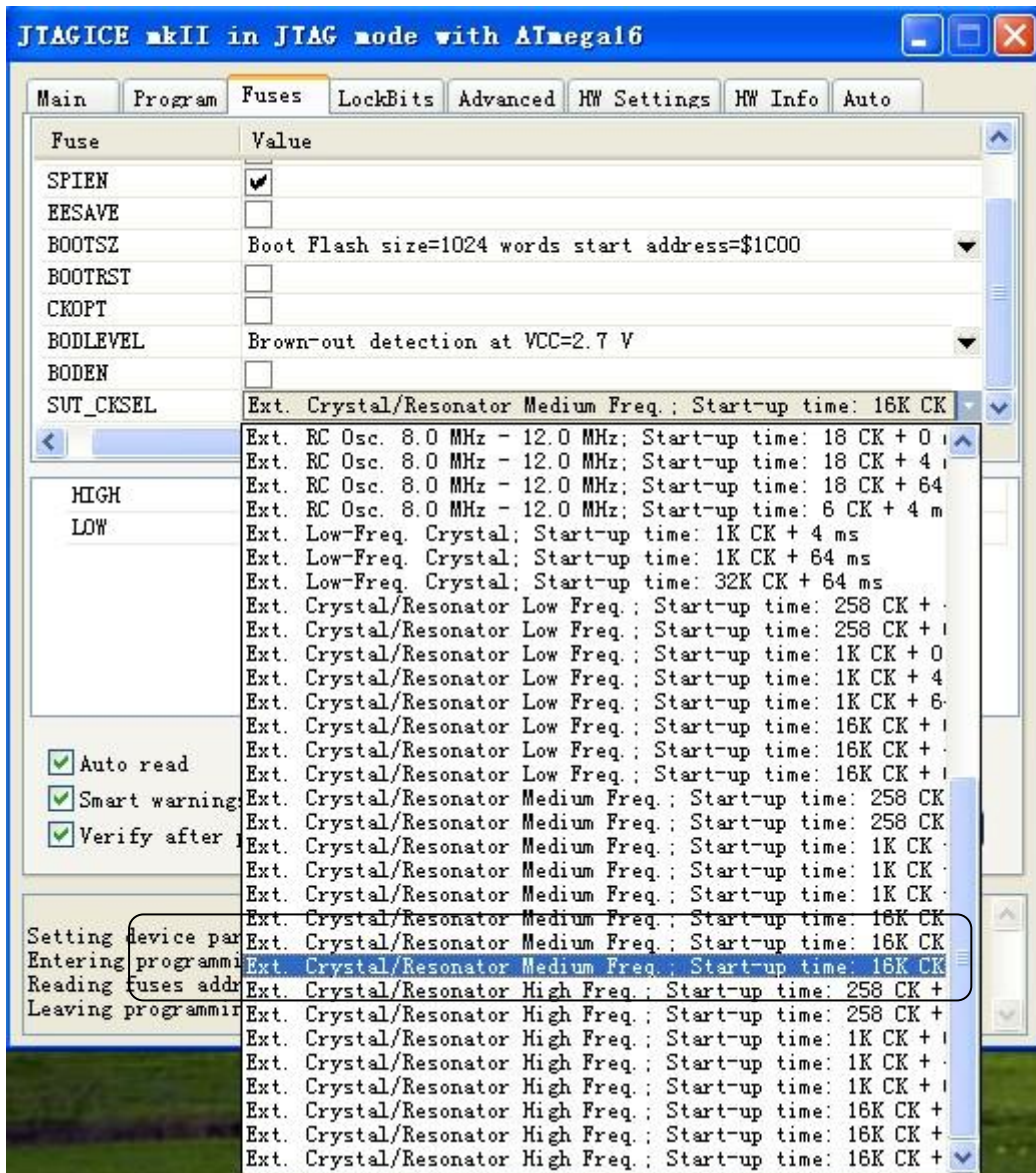 JTAGICE mkII in JTAG mode with ATmega16
Main Program Fuses LockBits Advanced HW Settings HW Info Auto
Fuse Value
SPIEN
EESAVE
BOOTSZ Boot Flash size=1024 words start address=$1C00
BOOTRST
CKOPT
BODLEVEL Brown-out detection at VCC=2.7 V
BODEN
SUT_CKSEL Ext. Crystal/Resonator Medium Freq.; Start-up time: 16K CK
Ext. RC Osc. 8.0 MHz - 12.0 MHz; Start-up time: 18 CK + 0
Ext. RC Osc. 8.0 MHz - 12.0 MHz; Start-up time: 18 CK + 4
HIGH Ext. RC Osc. 8.0 MHz - 12.0 MHz; Start-up time: 18 CK + 64
Ext. RC Osc. 8.0 MHz - 12.0 MHz; Start-up time: 6 CK + 4 m
LOW Ext. Low-Freq. Crystal; Start-up time: 1K CK + 4 ms
Ext. Low-Freq. Crystal; Start-up time: 1K CK + 64 ms
Ext. Low-Freq. Crystal; Start-up time: 32K CK + 64 ms
Ext. Crystal/Resonator Low Freq.; Start-up time: 258 CK +
Ext. Crystal/Resonator Low Freq.; Start-up time: 258 CK +
Ext. Crystal/Resonator Low Freq.; Start-up time: 1K CK + 0
Ext. Crystal/Resonator Low Freq.; Start-up time: 1K CK + 4
Ext. Crystal/Resonator Low Freq.; Start-up time: 1K CK + 6
Ext. Crystal/Resonator Low Freq.; Start-up time: 16K CK +
Ext. Crystal/Resonator Low Freq.; Start-up time: 16K CK +
Auto read Ext. Crystal/Resonator Low Freq.; Start-up time: 16K CK +
Smart warning Ext. Crystal/Resonator Medium Freq.; Start-up time: 258 CK
Verify after Ext. Crystal/Resonator Medium Freq.; Start-up time: 258 CK
Ext. Crystal/Resonator Medium Freq.; Start-up time: 1K CK
Ext. Crystal/Resonator Medium Freq.; Start-up time: 1K CK
Ext. Crystal/Resonator Medium Freq.; Start-up time: 1K CK
Ext. Crystal/Resonator Medium Freq.; Start-up time: 16K CK
Setting device par Ext. Crystal/Resonator Medium Freq.; Start-up time: 16K CK
Entering programmi Ext. Crystal/Resonator Medium Freq.; Start-up time: 16K CK
Reading fuses addr Ext. Crystal/Resonator High Freq.; Start-up time: 258 CK +
Leaving programmin Ext. Crystal/Resonator High Freq.; Start-up time: 258 CK +
Ext. Crystal/Resonator High Freq.; Start-up time: 1K CK +
Ext. Crystal/Resonator High Freq.; Start-up time: 1K CK +
Ext. Crystal/Resonator High Freq.; Start-up time: 1K CK +
Ext. Crystal/Resonator High Freq.; Start-up time: 16K CK +
Ext. Crystal/Resonator High Freq.; Start-up time: 16K CK +
Ext. Crystal/Resonator High Freq.; Start-up time: 16K CK +